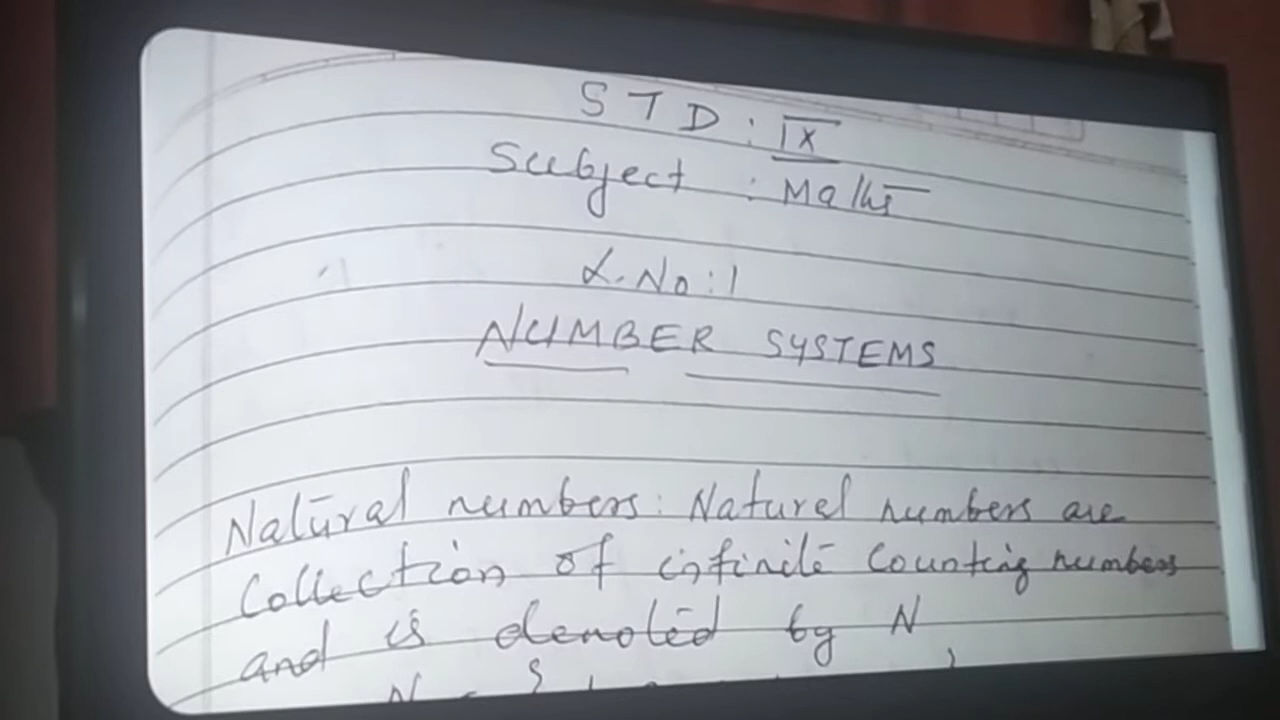 STD : IX
Subject : Maths
L.No : 1
NUMBER SYSTEMS
Natural numbers : Natural numbers are
Collection of infinite Counting numbers
and is denoted by N
N